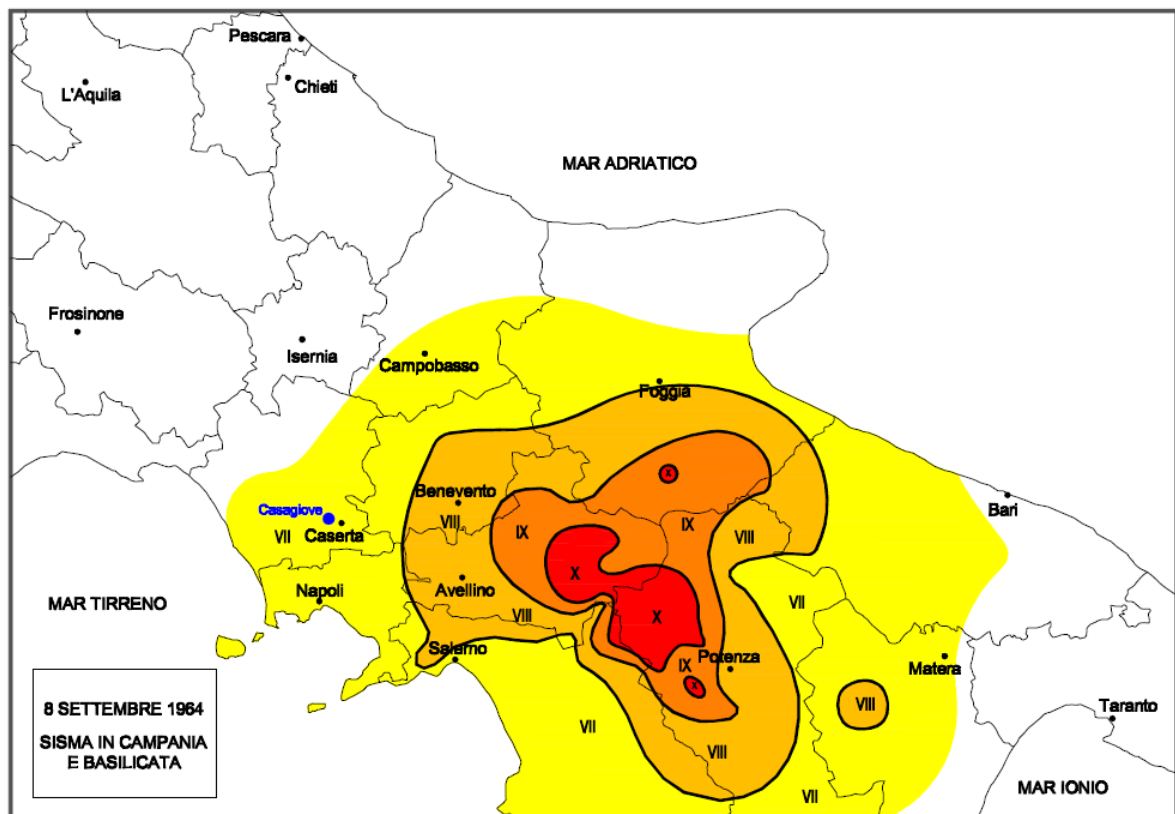 Pescara
Chieti
L'Aquila
MAR ADRIATICO
Frosinone
Isernia
Campobasso
Foggia
X
Benevento
VIII
Bari
Casagiove
VII
Caserta
IX
IX
VIII
X
Avellino
VIII
Napoli
MAR TIRRENO
VII
X
Salerno
IX
Potenza
Matera
X
VIII
Taranto
VII
VIII
8 SETTEMBRE 1964
SISMA IN CAMPANIA
E BASILICATA
VII
MAR IONIO